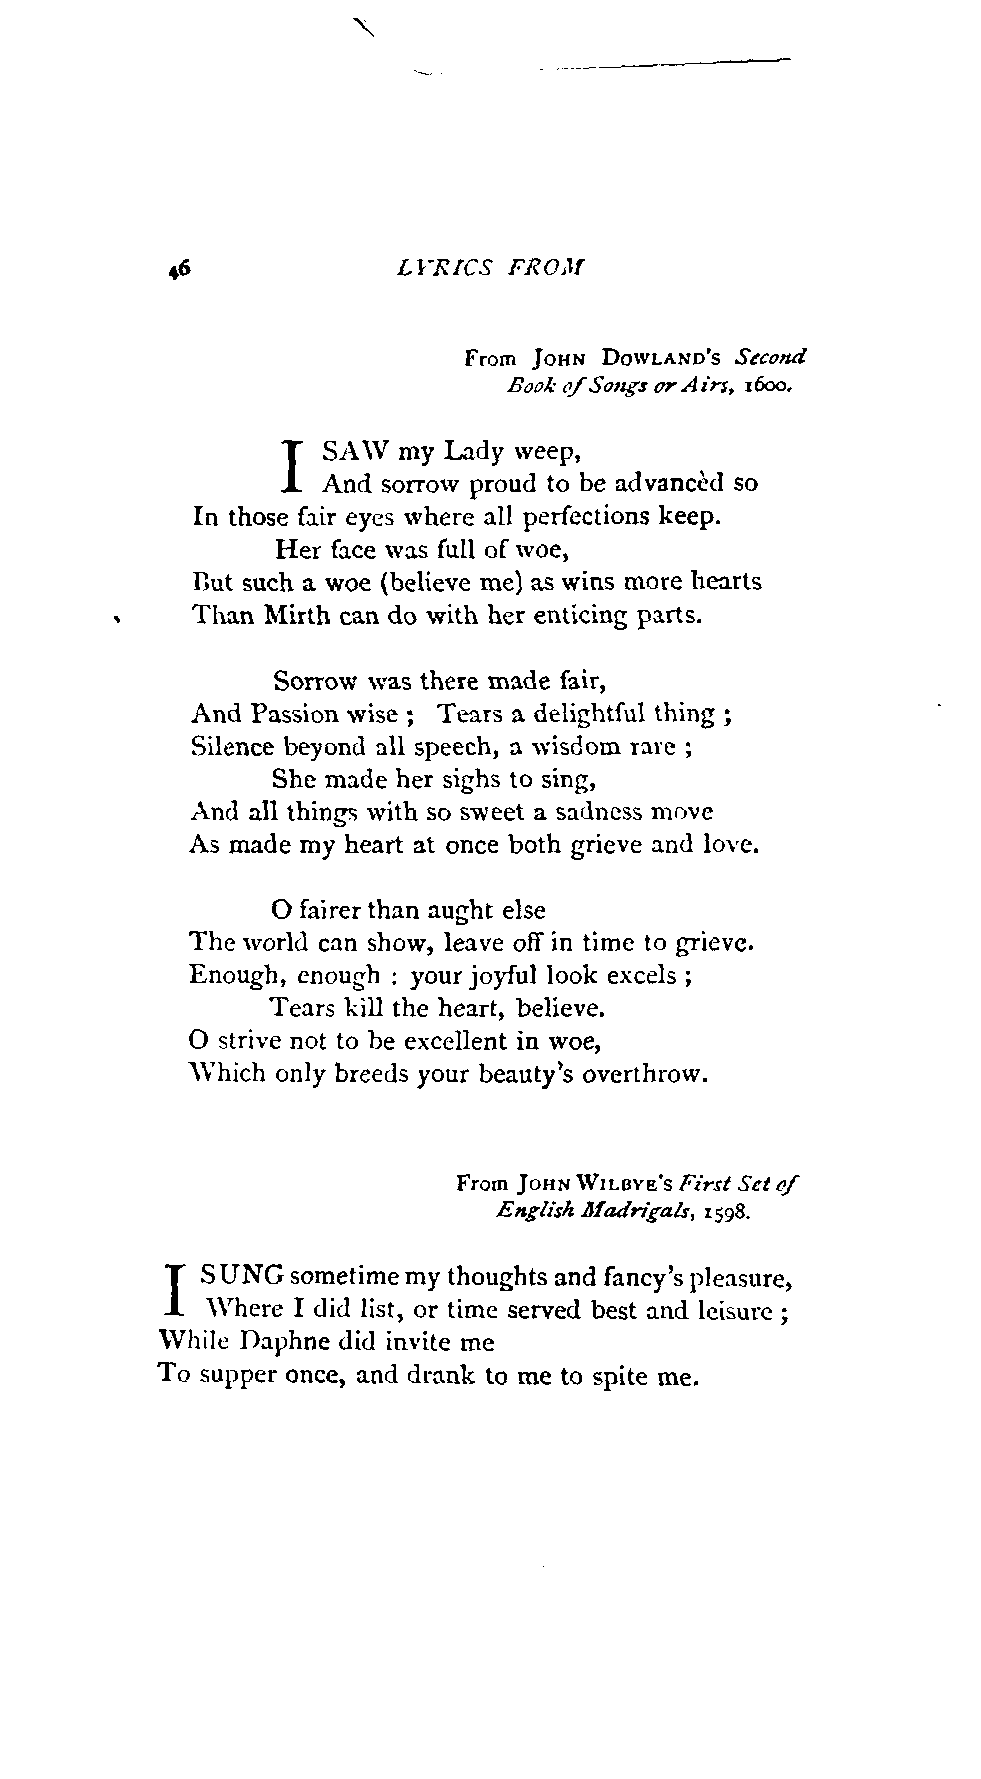 46 LYRICS FROM
From JOHN DOWLAND'S Second
Book of Songs or Airs, 1600.
I SAW my Lady weep,
And sorrow proud to be advancèd so
In those fair eyes where all perfections keep.
Her face was full of woe,
But such a woe (believe me) as wins more hearts
Than Mirth can do with her enticing parts.
Sorrow was there made fair,
And Passion wise ; Tears a delightful thing ;
Silence beyond all speech, a wisdom rare ;
She made her sighs to sing,
And all things with so sweet a sadness move
As made my heart at once both grieve and love.
O fairer than aught else
The world can show, leave off in time to grieve.
Enough, enough : your joyful look excels ;
Tears kill the heart, believe.
O strive not to be excellent in woe,
Which only breeds your beauty's overthrow.
From JOHN WILBYE'S First Set of
English Madrigals, 1598.
I SUNG sometime my thoughts and fancy's pleasure,
Where I did list, or time served best and leisure ;
While Daphne did invite me
To supper once, and drank to me to spite me.